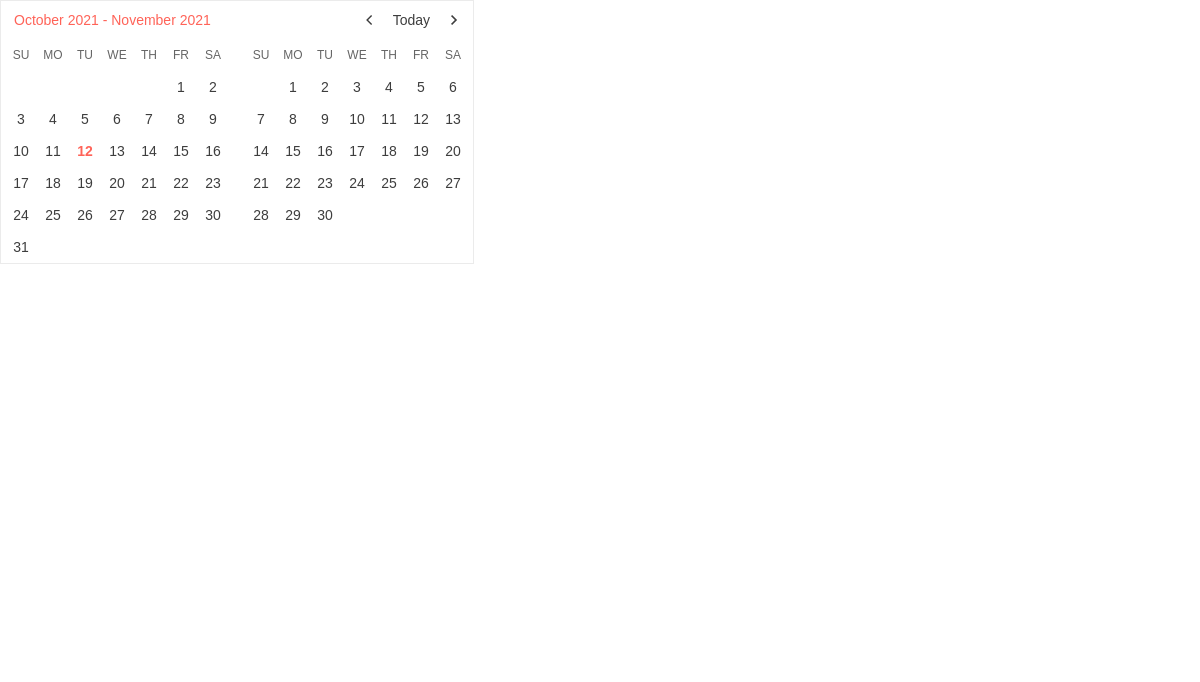 October 2021 - November 2021 Today
SU MO TU WE TH FR SA SU MO TU WE TH FR SA
1 2 1 2 3 4 5 6
3 4 5 6 7 8 9 7 8 9 10 11 12 13
10 11 12 13 14 15 16 14 15 16 17 18 19 20
17 18 19 20 21 22 23 21 22 23 24 25 26 27
24 25 26 27 28 29 30 28 29 30
31